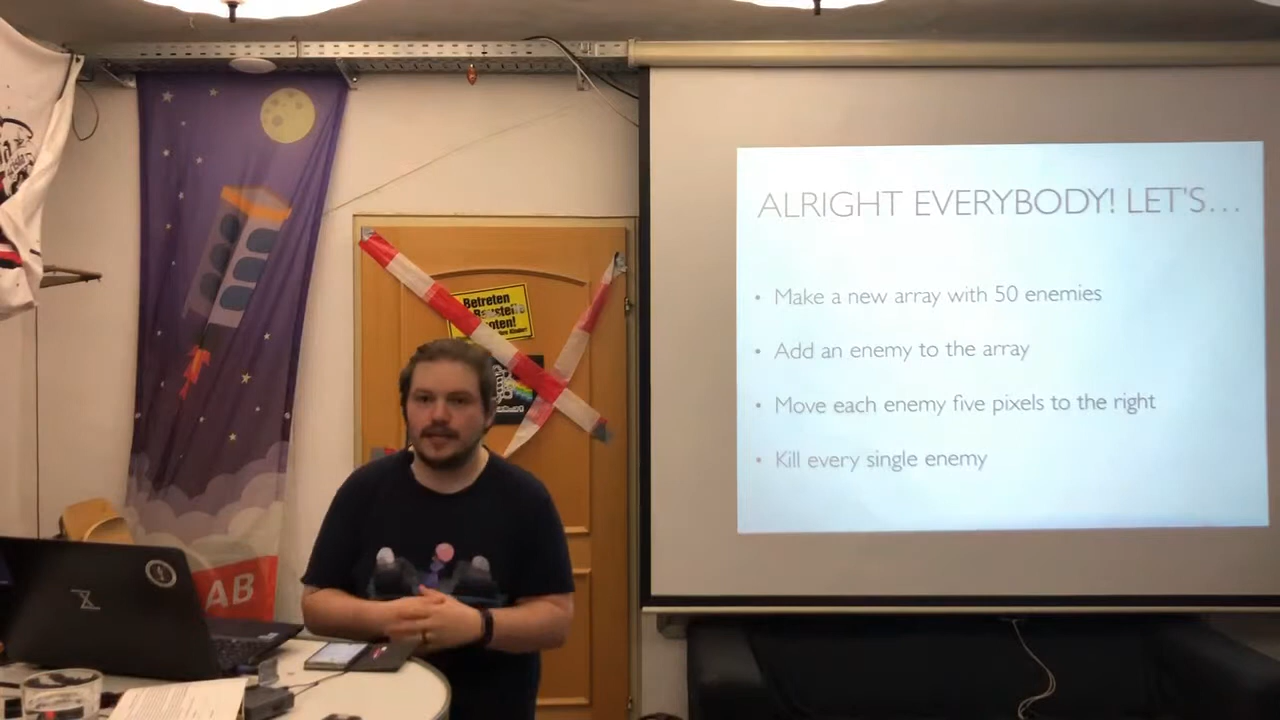 ALRIGHT EVERYBODY! LET'S...
• Make a new array with 50 enemies
• Add an enemy to the array
• Move each enemy five pixels to the right
• Kill every single enemy
Betreten
Baustelle
AB